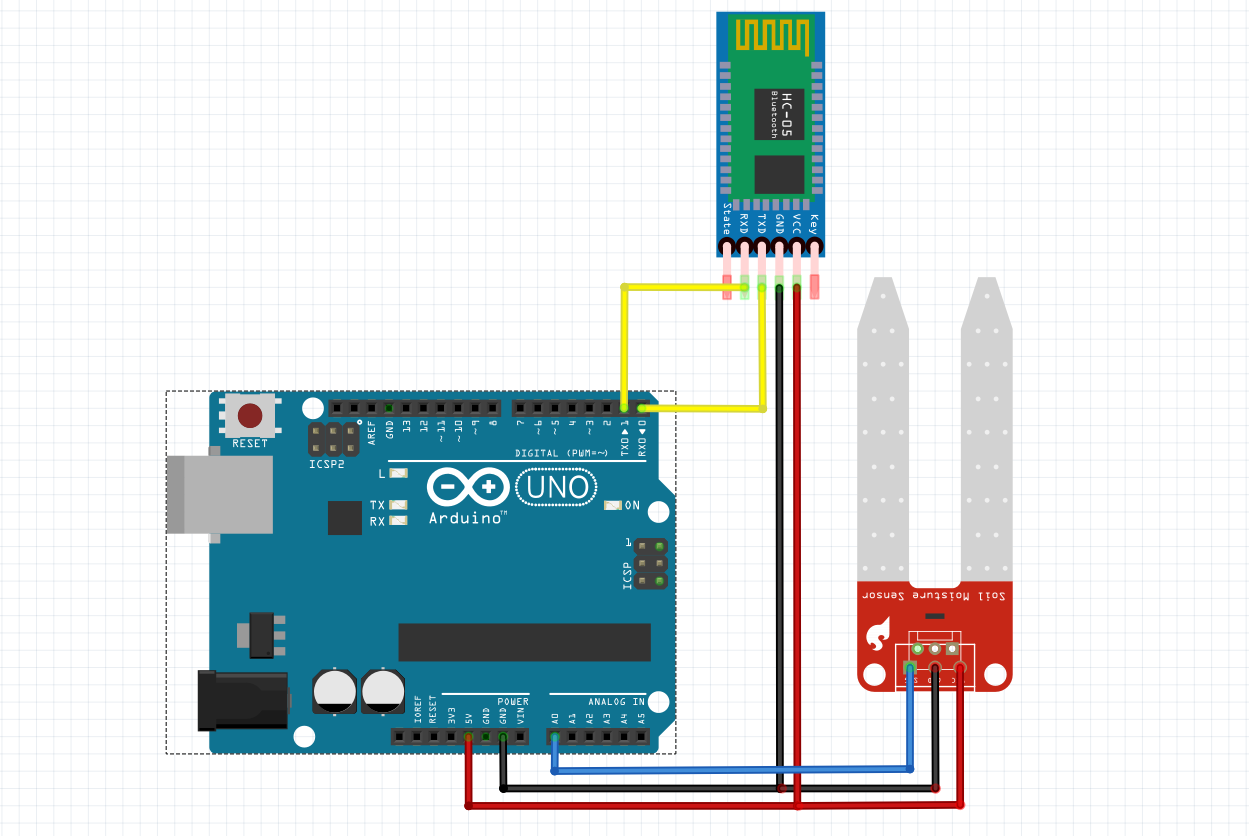 HC-05
Bluetooth
State
RXD
TXD
GND
VCC
Key
RESET
ICSP2
AREF
GND
13
12
~11
~10
~9
8
7
~6
~5
4
~3
2
TX0▶1
RX0◀0
DIGITAL (PWM=~)
L
TX
RX
UNO
ON
Arduino™
1
ICSP
Soil Moisture Sensor
POWER
ANALOG IN
IOREF
RESET
3V3
5V
GND
GND
VIN
A0
A1
A2
A3
A4
A5